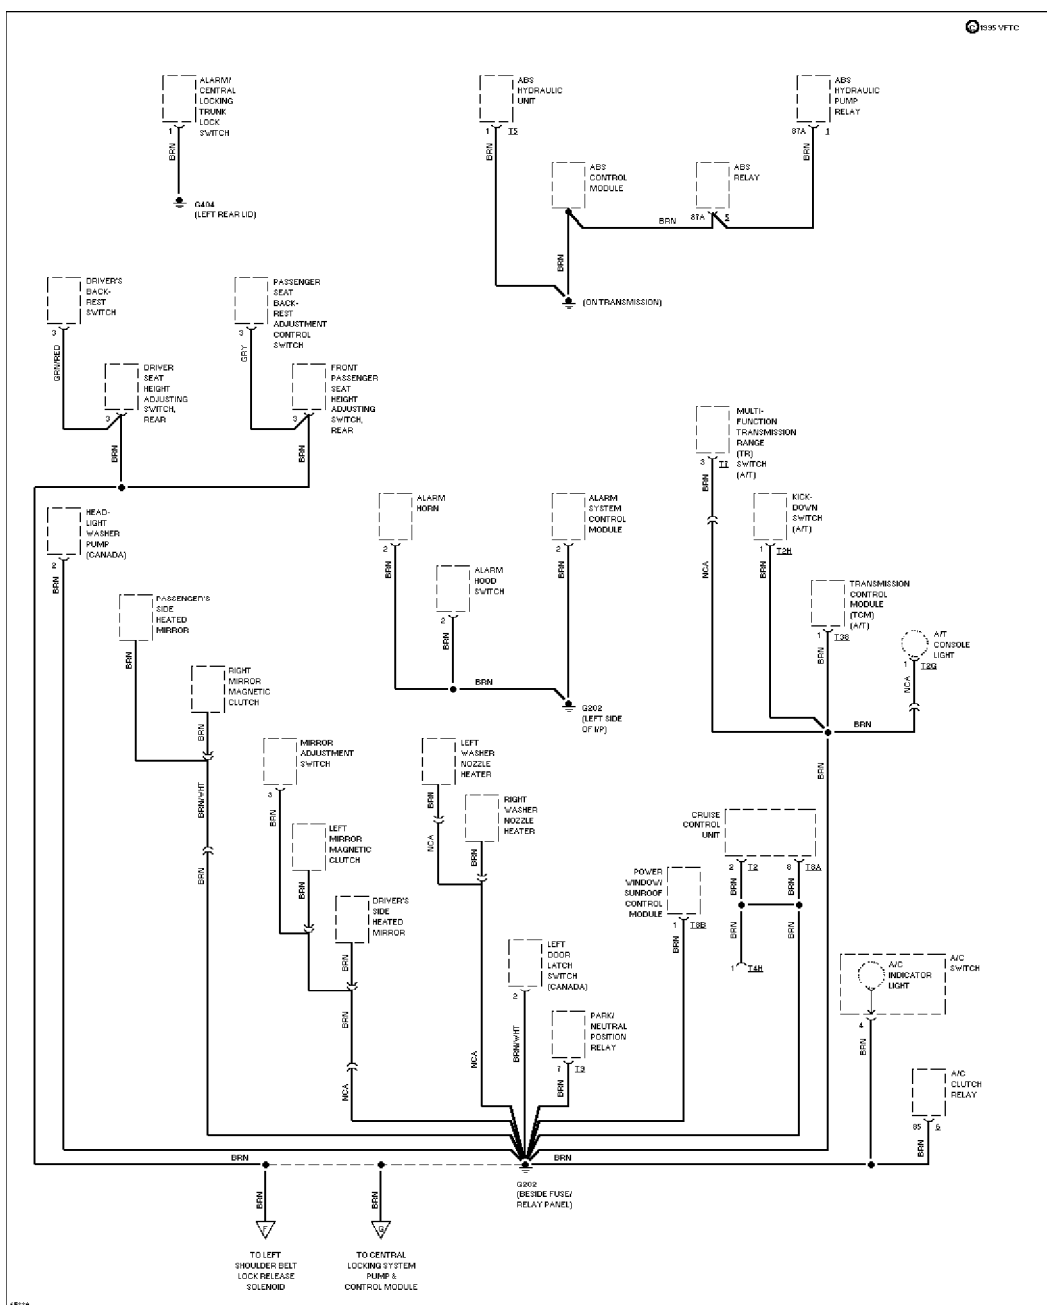 © 1995 VFTC
ALARM/
CENTRAL
LOCKING
TRUNK
LOCK
SWITCH
1
BRN
G404
(LEFT REAR LID)
ABS
HYDRAULIC
UNIT
1 T5
BRN
ABS
CONTROL
MODULE
BRN
ABS
RELAY
87A 5
BRN
ABS
HYDRAULIC
PUMP
RELAY
87A 1
BRN
(ON TRANSMISSION)
DRIVER'S
BACK-
REST
SWITCH
3
GRN/RED
DRIVER
SEAT
HEIGHT
ADJUSTING
SWITCH,
REAR
3
BRN
PASSENGER
SEAT
BACK-
REST
ADJUSTMENT
CONTROL
SWITCH
3
GRY
FRONT
PASSENGER
SEAT
HEIGHT
ADJUSTING
SWITCH,
REAR
3
BRN
MULTI-
FUNCTION
TRANSMISSION
RANGE
(TR)
SWITCH
(A/T)
3 T7
BRN
NCA
KICK-
DOWN
SWITCH
(A/T)
1 T2H
BRN
TRANSMISSION
CONTROL
MODULE
(TCM)
(A/T)
1 T38
BRN
A/T
CONSOLE
LIGHT
1 T2G
NCA
BRN
BRN
HEAD-
LIGHT
WASHER
PUMP
(CANADA)
2
BRN
ALARM
HORN
2
BRN
ALARM
HOOD
SWITCH
2
BRN
ALARM
SYSTEM
CONTROL
MODULE
2
BRN
BRN
G202
(LEFT SIDE
OF I/P)
PASSENGER'S
SIDE
HEATED
MIRROR
BRN
RIGHT
MIRROR
MAGNETIC
CLUTCH
BRN
BRN/WHT
BRN
MIRROR
ADJUSTMENT
SWITCH
3
BRN
LEFT
MIRROR
MAGNETIC
CLUTCH
BRN
DRIVER'S
SIDE
HEATED
MIRROR
BRN
BRN
NCA
LEFT
WASHER
NOZZLE
HEATER
BRN
NCA
RIGHT
WASHER
NOZZLE
HEATER
BRN
NCA
LEFT
DOOR
LATCH
SWITCH
(CANADA)
2
BRN/WHT
PARK/
NEUTRAL
POSITION
RELAY
7 T9
BRN
POWER
WINDOW/
SUNROOF
CONTROL
MODULE
1 T8B
BRN
CRUISE
CONTROL
UNIT
2 T2
BRN
8 T8A
BRN
BRN
BRN
1 T4H
A/C
SWITCH
A/C
INDICATOR
LIGHT
4
BRN
A/C
CLUTCH
RELAY
85 6
BRN
BRN
BRN
G202
(BESIDE FUSE/
RELAY PANEL)
BRN
F
TO LEFT
SHOULDER BELT
LOCK RELEASE
SOLENOID
BRN
G
TO CENTRAL
LOCKING SYSTEM
PUMP &
CONTROL MODULE